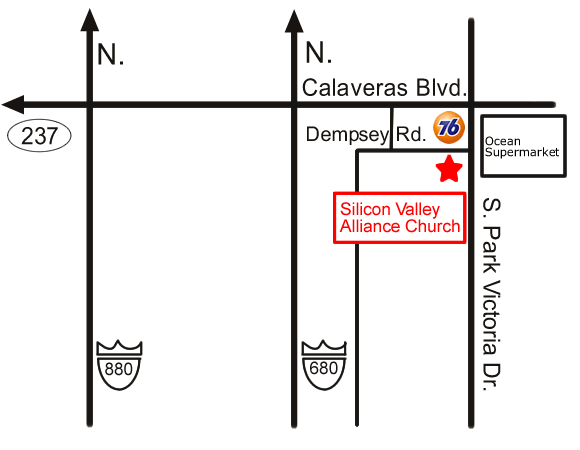 N.
N.
Calaveras Blvd.
237
Dempsey Rd.
76
Ocean
Supermarket
Silicon Valley
Alliance Church
S. Park Victoria Dr.
880
680